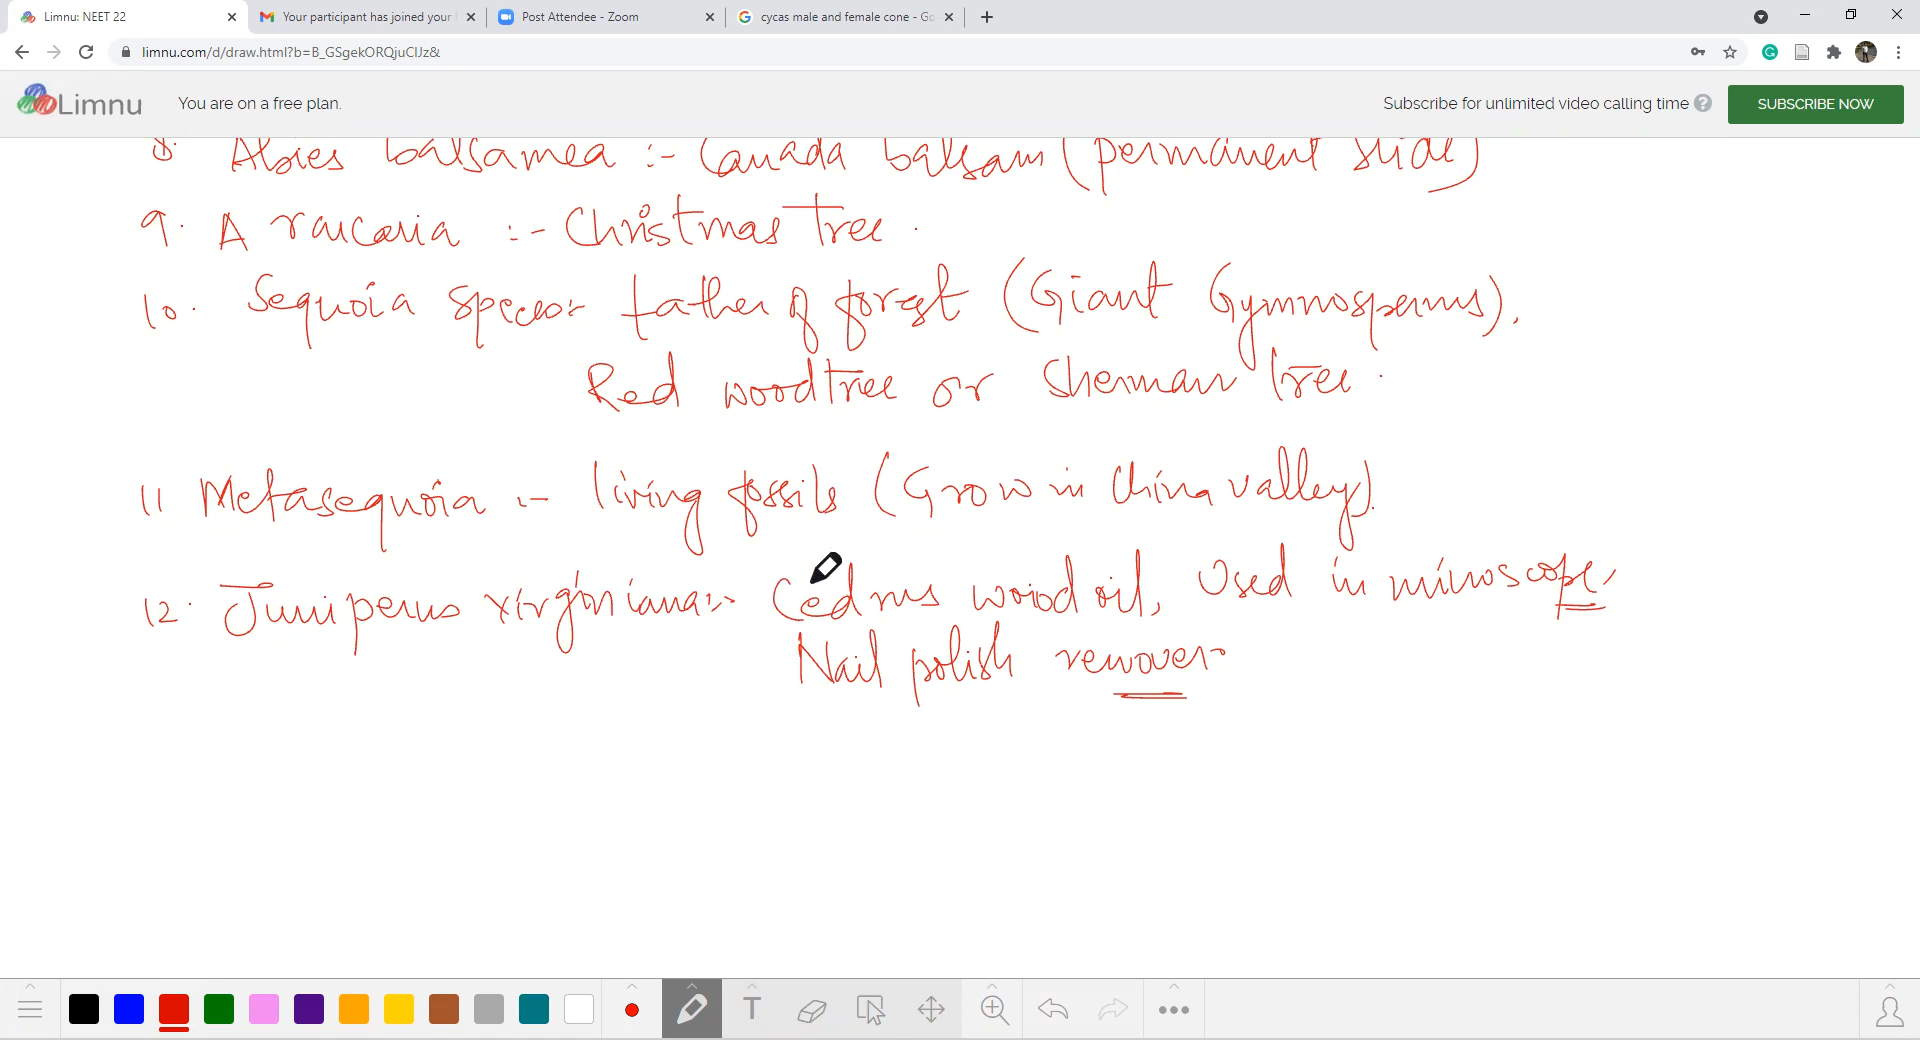 Limnu: NEET 22
Your participant has joined your
Post Attendee - Zoom
cycas male and female cone - Go
limnu.com/d/draw.html?b=B_GSgekORQjuClJz&
Limnu
You are on a free plan.
Subscribe for unlimited video calling time ?
SUBSCRIBE NOW
8. Abies balsamea :- Canada balsam (permanent slide)
9. Araucaria :- Christmas Tree.
10. Sequoia species:- father of forest (Giant Gymnosperms).
Red wood tree or Sherman tree.
11 Metasequoia :- living fossils (Grow in China valley).
12. Juniperus virginiana:- Cedrus wood oil, Used in microscope,
Nail polish remover
T